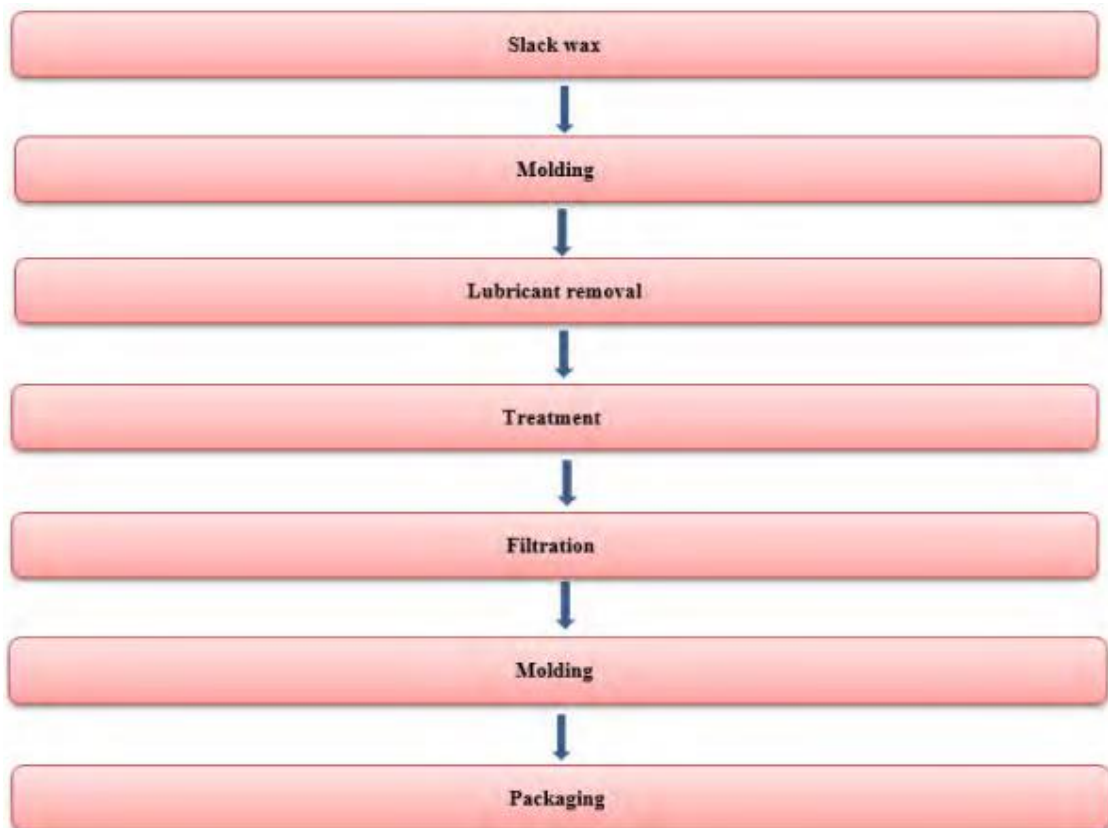 Slack wax
Molding
Lubricant removal
Treatment
Filtration
Molding
Packaging